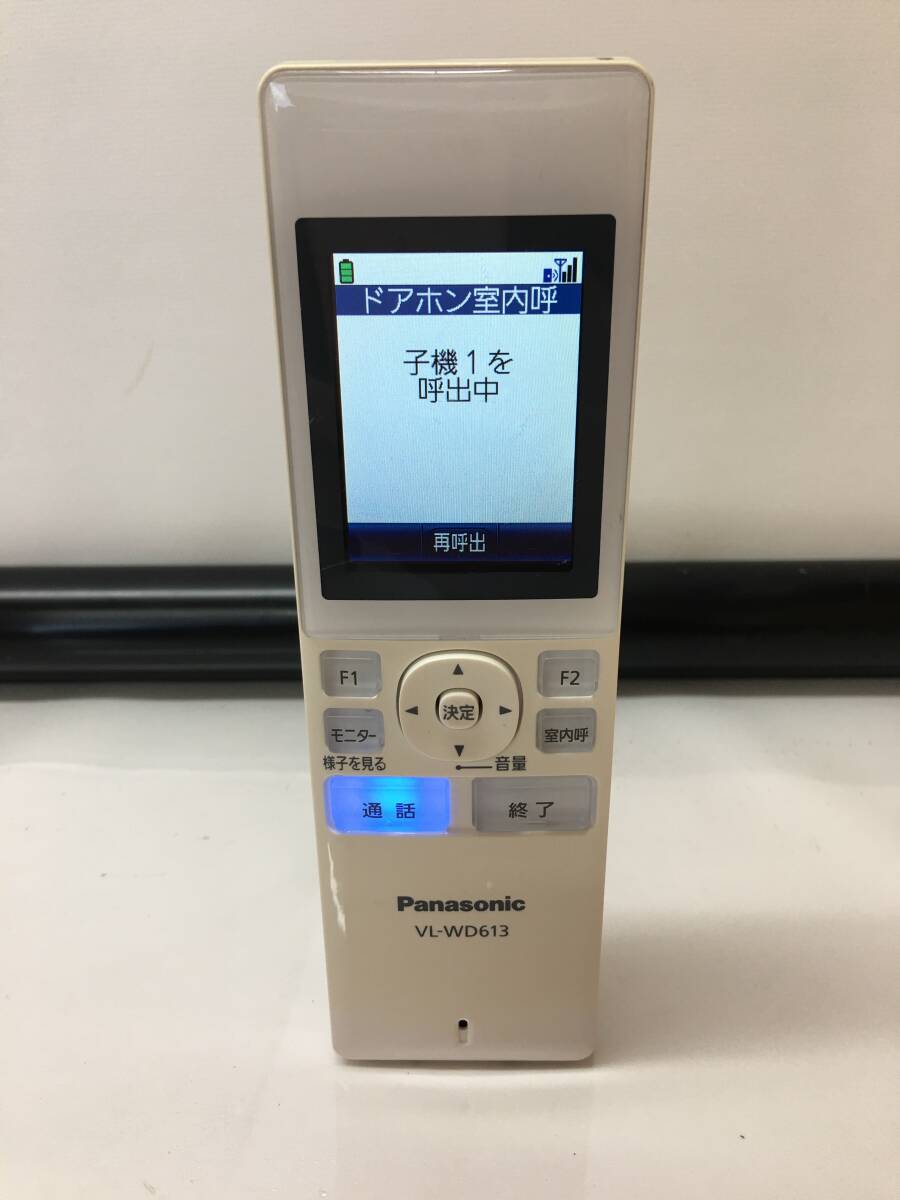 ドアホン室内呼
子機1を
呼出中
再呼出
F1
F2
決定
モニター
室内呼
様子を見る
音量
通話
終了
Panasonic
VL-WD613